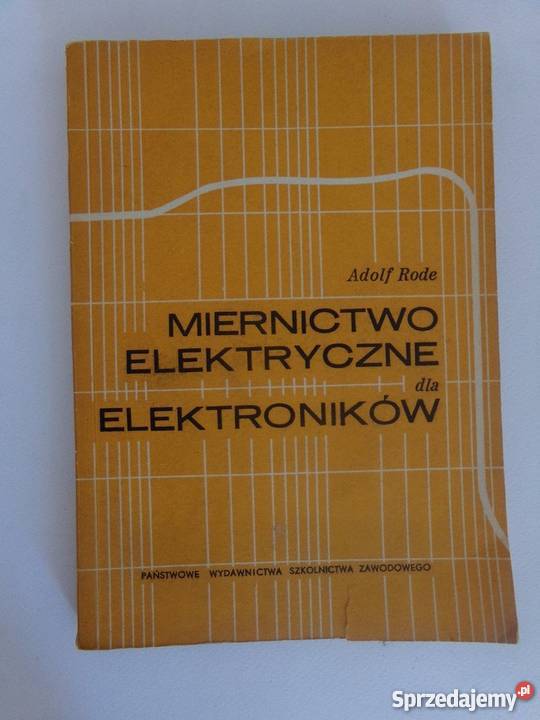 Adolf Rode
MIERNICTWO
ELEKTRYCZNE
dla
ELEKTRONIKÓW
PAŃSTWOWE WYDAWNICTWA SZKOLNICTWA ZAWODOWEGO
Sprzedajemy.pl